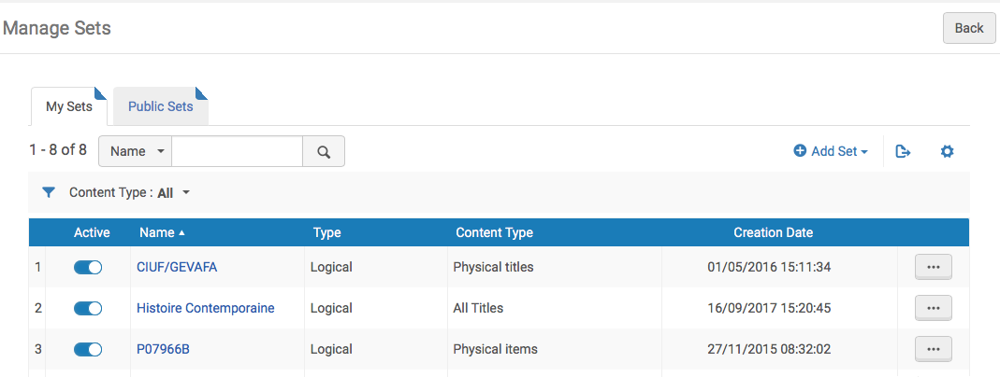 Manage Sets
Back
My Sets
Public Sets
1 - 8 of 8
Name
Add Set
Content Type : All
Active Name Type Content Type Creation Date
1 CIUF/GEVAFA Logical Physical titles 01/05/2016 15:11:34
2 Histoire Contemporaine Logical All Titles 16/09/2017 15:20:45
3 P07966B Logical Physical items 27/11/2015 08:32:02